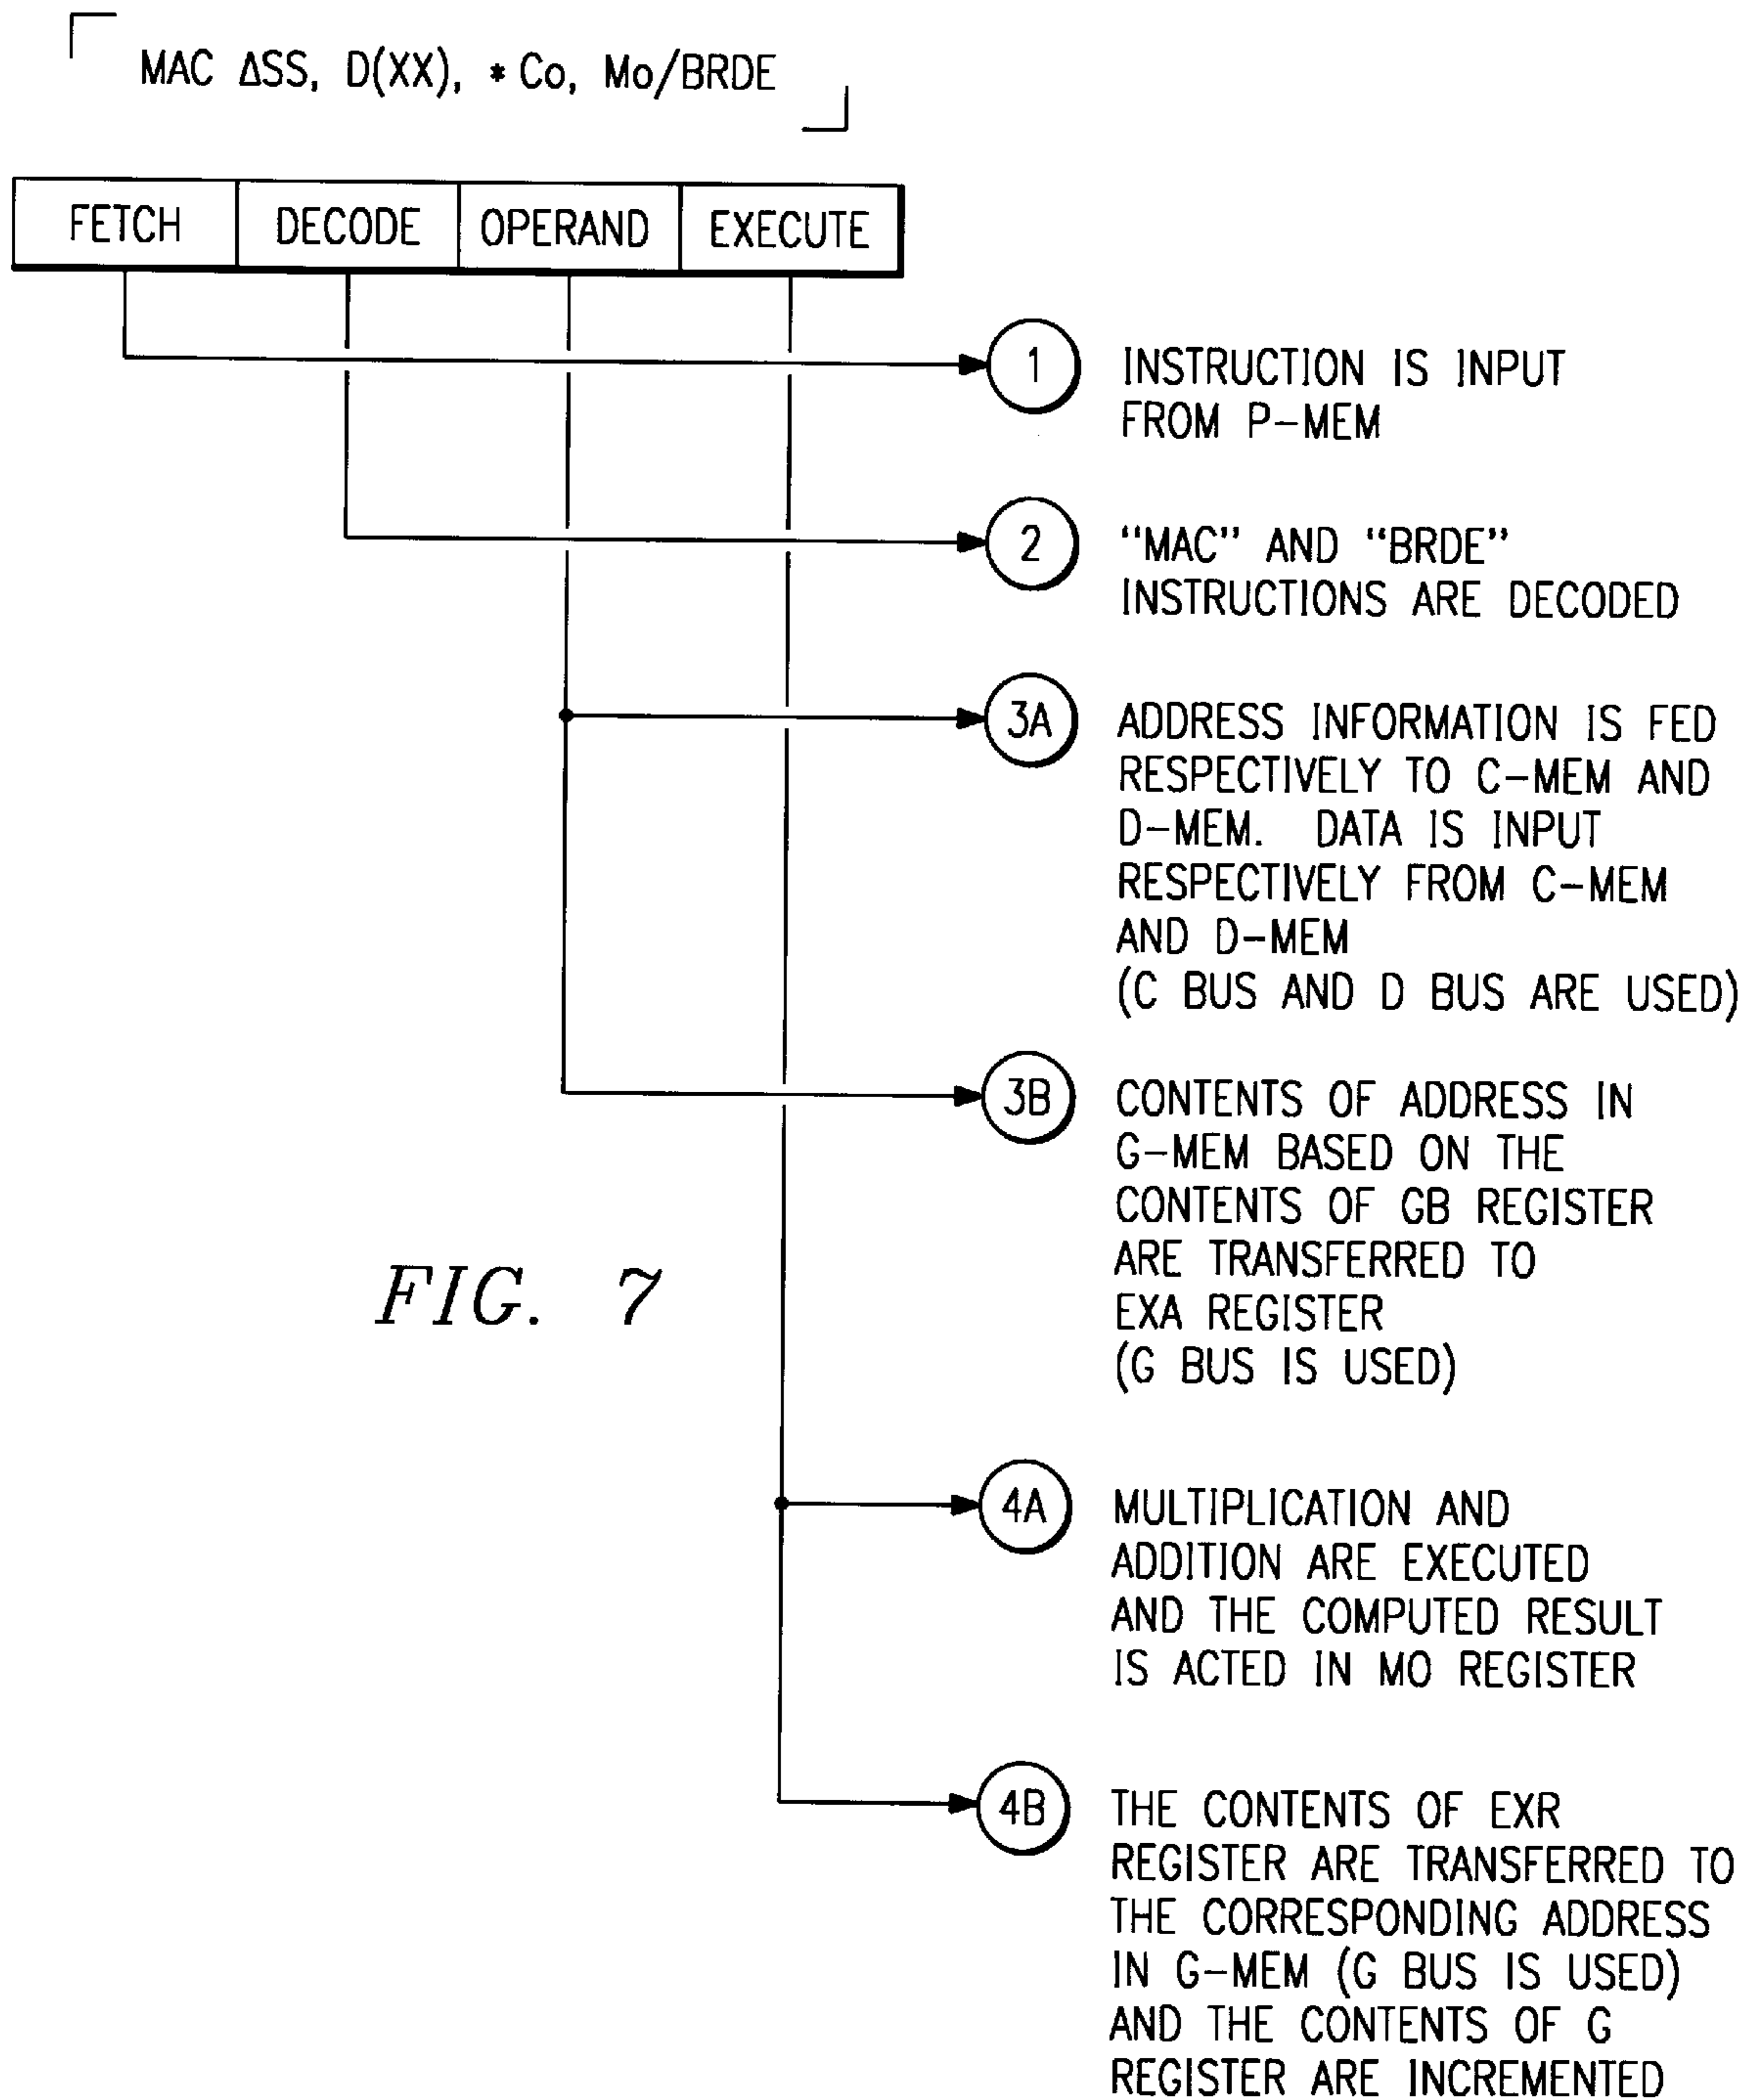 MAC ΔSS, D(XX), * Co, Mo/BRDE
FETCH DECODE OPERAND EXECUTE
1 INSTRUCTION IS INPUT
FROM P-MEM
2 "MAC" AND "BRDE"
INSTRUCTIONS ARE DECODED
3A ADDRESS INFORMATION IS FED
RESPECTIVELY TO C-MEM AND
D-MEM. DATA IS INPUT
RESPECTIVELY FROM C-MEM
AND D-MEM
(C BUS AND D BUS ARE USED)
3B CONTENTS OF ADDRESS IN
G-MEM BASED ON THE
CONTENTS OF GB REGISTER
ARE TRANSFERRED TO
EXA REGISTER
(G BUS IS USED)
FIG. 7
4A MULTIPLICATION AND
ADDITION ARE EXECUTED
AND THE COMPUTED RESULT
IS ACTED IN MO REGISTER
4B THE CONTENTS OF EXR
REGISTER ARE TRANSFERRED TO
THE CORRESPONDING ADDRESS
IN G-MEM (G BUS IS USED)
AND THE CONTENTS OF G
REGISTER ARE INCREMENTED